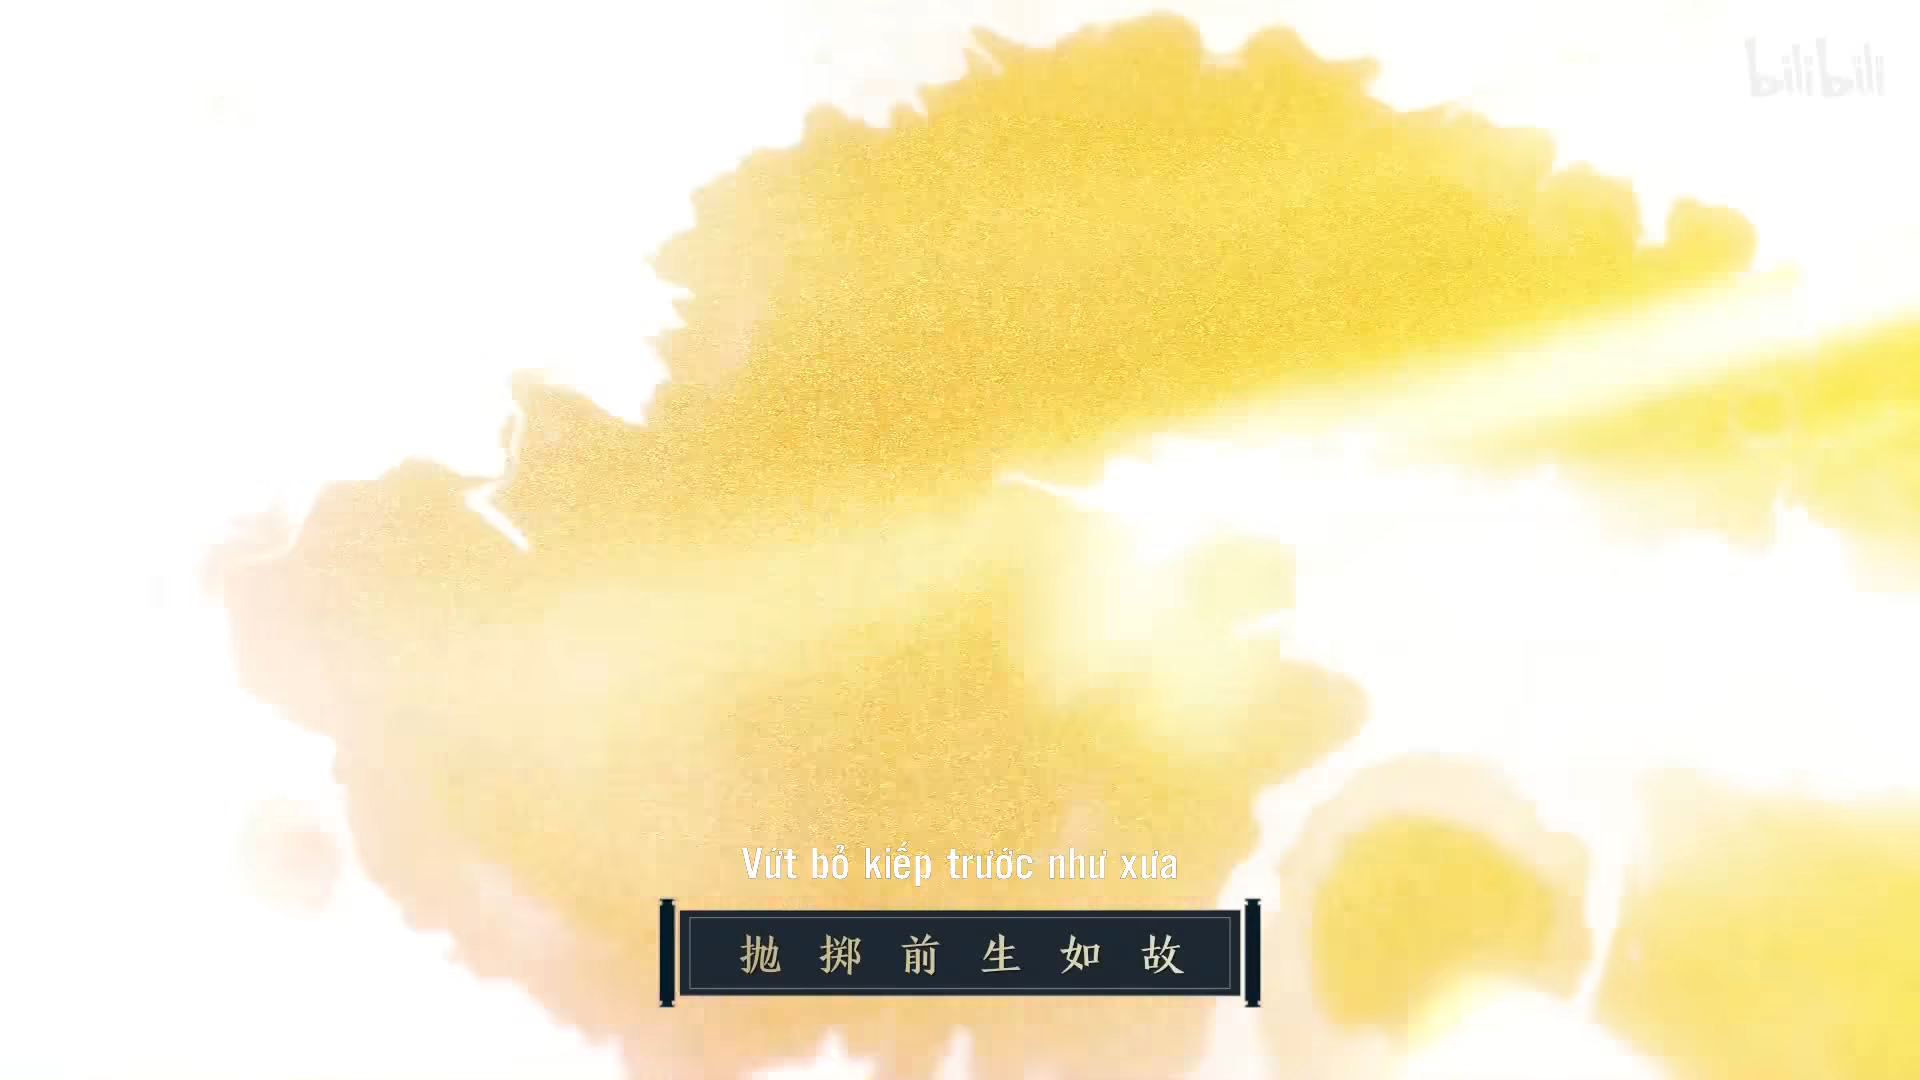 bilibili
Vứt bỏ kiếp trước như xưa
抛掷前生如故